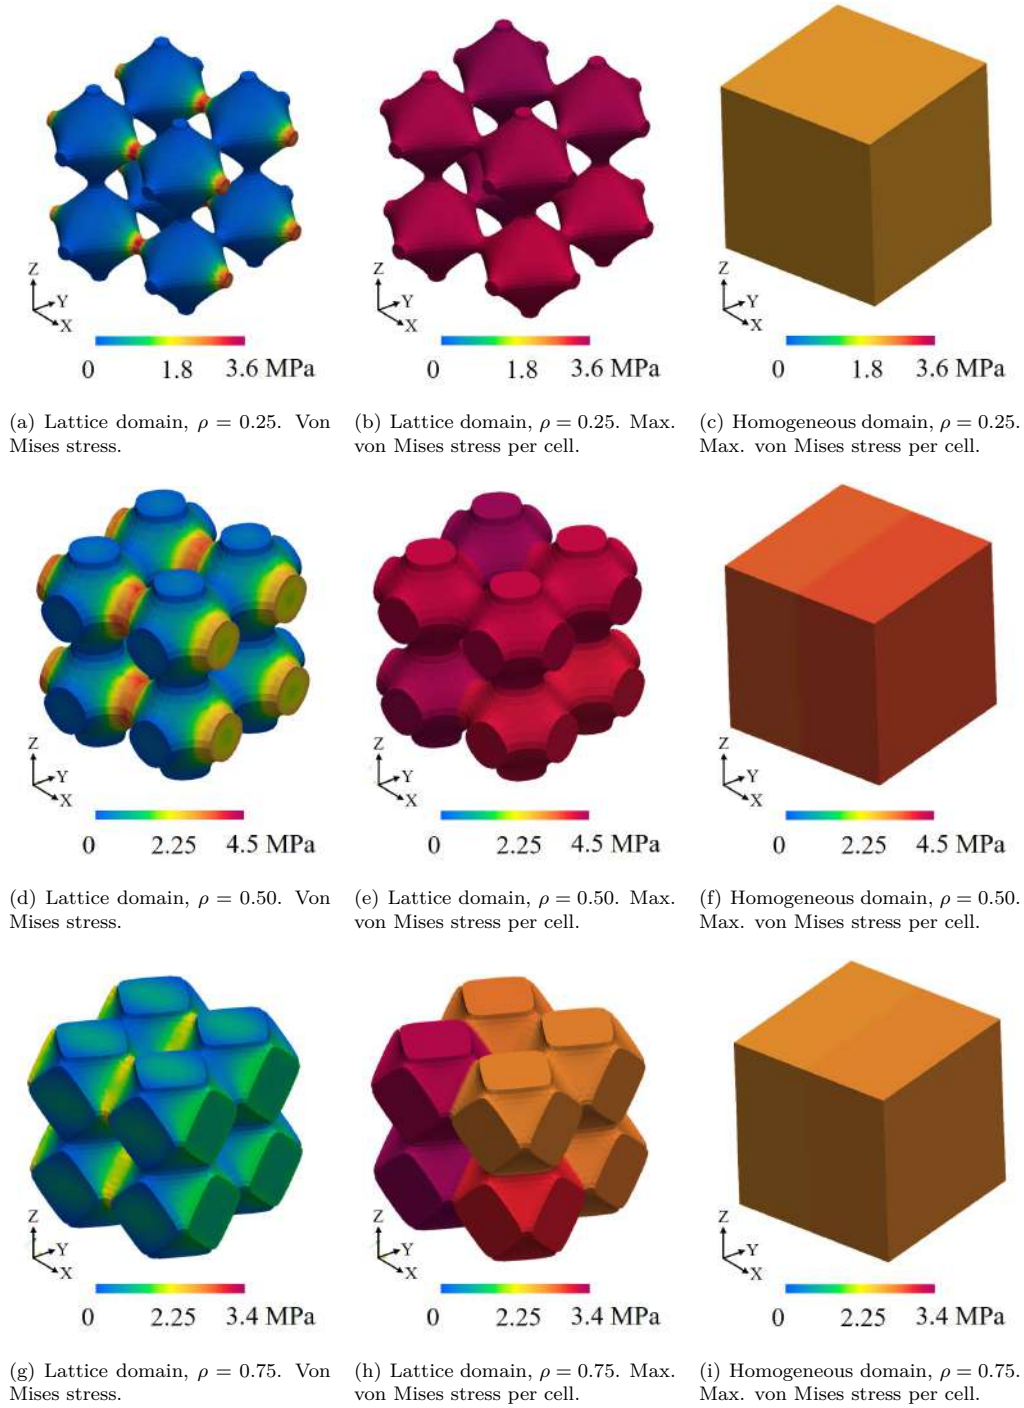 Z
Y
X
0 1.8 3.6 MPa
Z
Y
X
0 1.8 3.6 MPa
Z
Y
X
0 1.8 3.6 MPa
(a) Lattice domain, ρ = 0.25. Von
Mises stress.
(b) Lattice domain, ρ = 0.25. Max.
von Mises stress per cell.
(c) Homogeneous domain, ρ = 0.25.
Max. von Mises stress per cell.
Z
Y
X
0 2.25 4.5 MPa
Z
Y
X
0 2.25 4.5 MPa
Z
Y
X
0 2.25 4.5 MPa
(d) Lattice domain, ρ = 0.50. Von
Mises stress.
(e) Lattice domain, ρ = 0.50. Max.
von Mises stress per cell.
(f) Homogeneous domain, ρ = 0.50.
Max. von Mises stress per cell.
Z
Y
X
0 2.25 3.4 MPa
Z
Y
X
0 2.25 3.4 MPa
Z
Y
X
0 2.25 3.4 MPa
(g) Lattice domain, ρ = 0.75. Von
Mises stress.
(h) Lattice domain, ρ = 0.75. Max.
von Mises stress per cell.
(i) Homogeneous domain, ρ = 0.75.
Max. von Mises stress per cell.